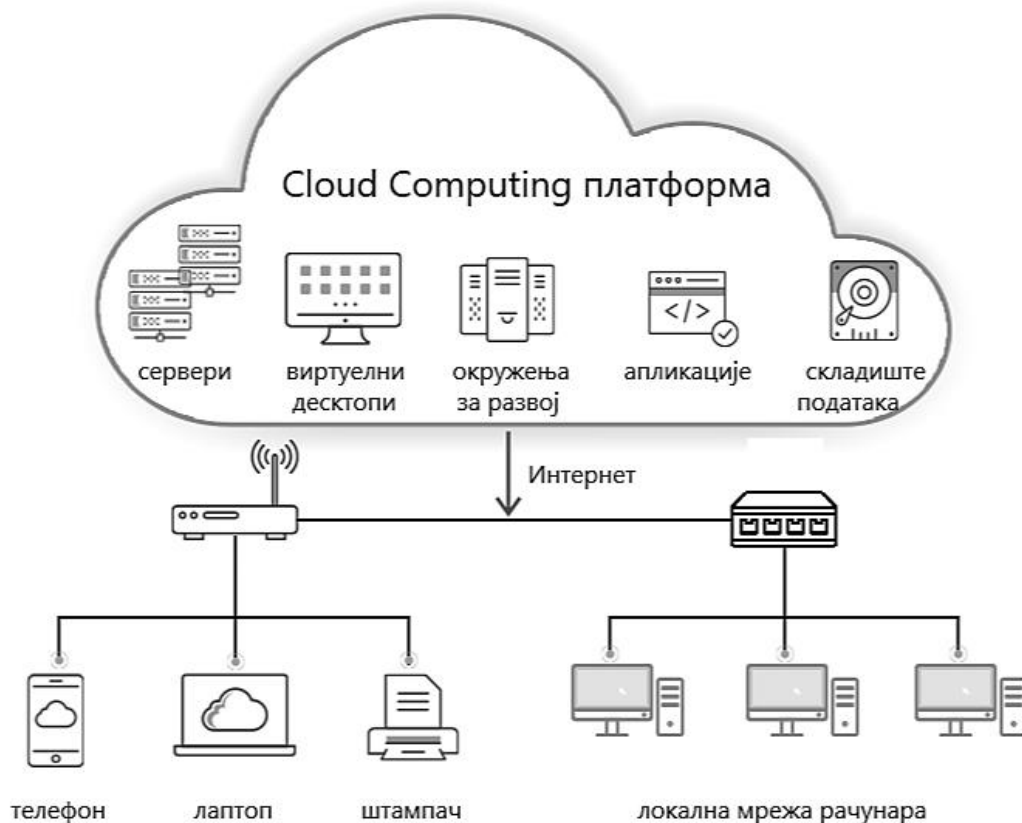 Cloud Computing платформа
сервери
виртуелни
десктопи
окружења
за развој
апликације
</>
складиште
података
Интернет
телефон
лаптоп
штампач
локална мрежа рачунара